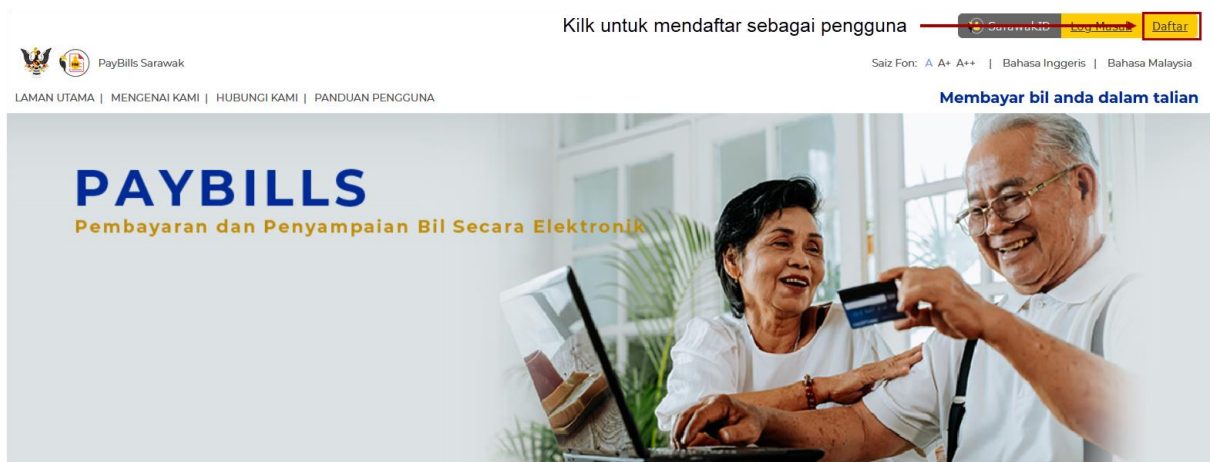 Kilk untuk mendaftar sebagai pengguna
SarawakID Log Masuk Daftar
PayBills Sarawak
Saiz Fon: A A+ A++ | Bahasa Inggeris | Bahasa Malaysia
LAMAN UTAMA | MENGENAI KAMI | HUBUNGI KAMI | PANDUAN PENGGUNA
Membayar bil anda dalam talian
PAYBILLS
Pembayaran dan Penyampaian Bil Secara Elektronik